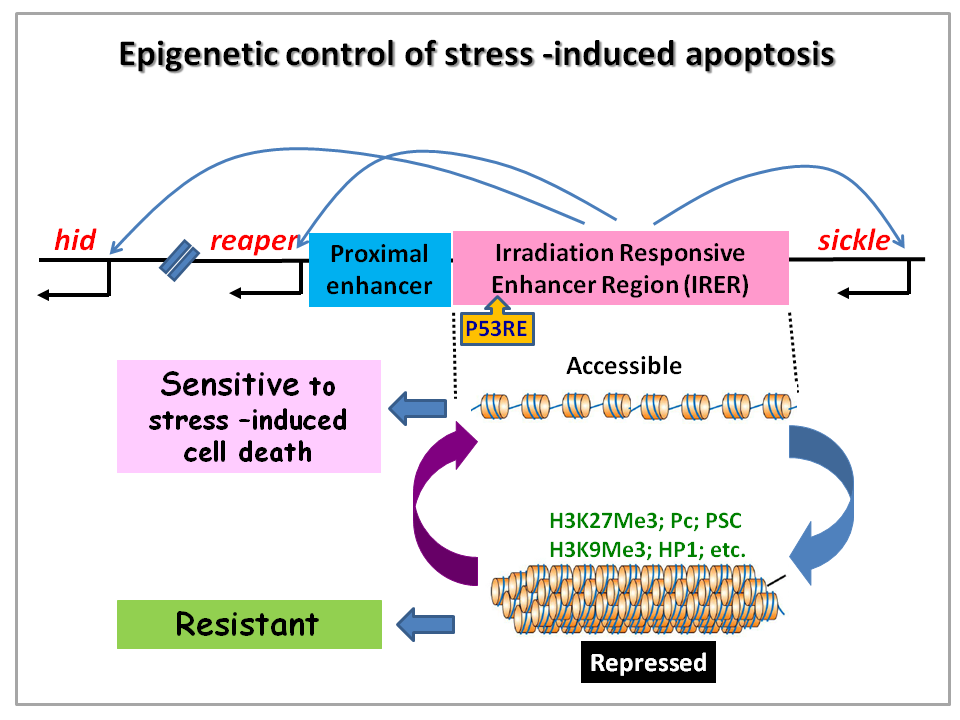 Epigenetic control of stress -induced apoptosis
hid
reaper
Proximal
enhancer
Irradiation Responsive
Enhancer Region (IRER)
sickle
P53RE
Accessible
Sensitive to
stress –induced
cell death
H3K27Me3; Pc; PSC
H3K9Me3; HP1; etc.
Resistant
Repressed